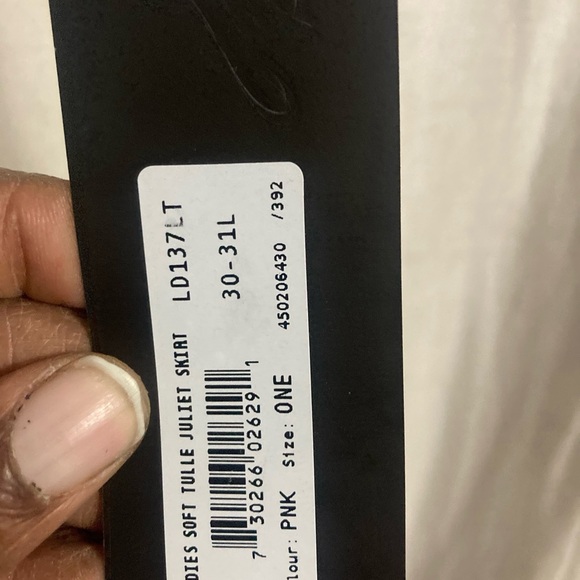 DIES SOFT TULLE JULIET SKIRT LD137LT
30-31L
7 30266 02629 1
lour: PNK Size: ONE 450206430 /392